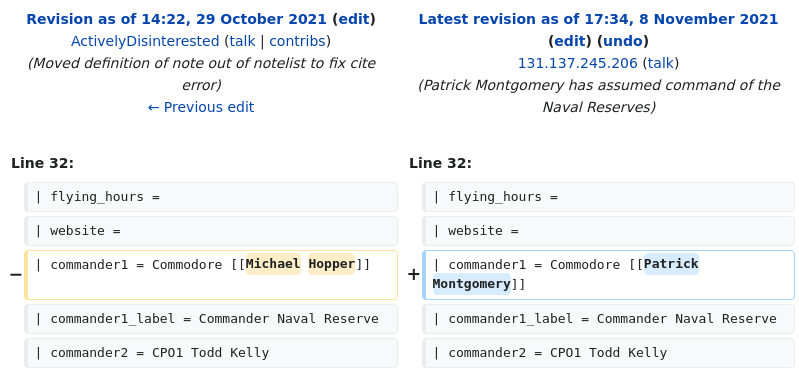 Revision as of 14:22, 29 October 2021 (edit)
ActivelyDisinterested (talk | contribs)
(Moved definition of note out of notelist to fix cite
error)
← Previous edit
Latest revision as of 17:34, 8 November 2021
(edit) (undo)
131.137.245.206 (talk)
(Patrick Montgomery has assumed command of the
Naval Reserves)
Line 32:
Line 32:
| flying_hours =
| flying_hours =
| website =
| website =
− | commander1 = Commodore [[Michael Hopper]]
+ | commander1 = Commodore [[Patrick
Montgomery]]
| commander1_label = Commander Naval Reserve
| commander1_label = Commander Naval Reserve
| commander2 = CPO1 Todd Kelly
| commander2 = CPO1 Todd Kelly